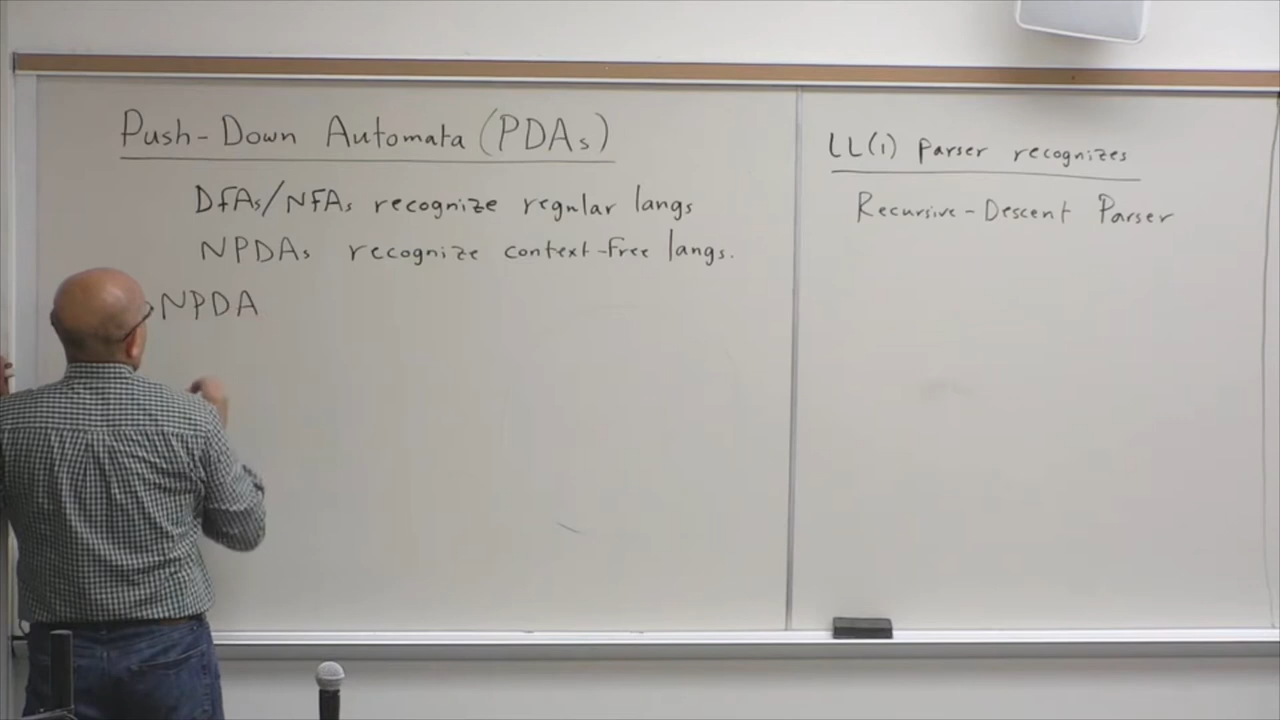 Push-Down Automata (PDAs)
DFAs/NFAs recognize regular langs
NPDAs recognize context-free langs.
NPDA
LL(1) Parser recognizes
Recursive-Descent Parser